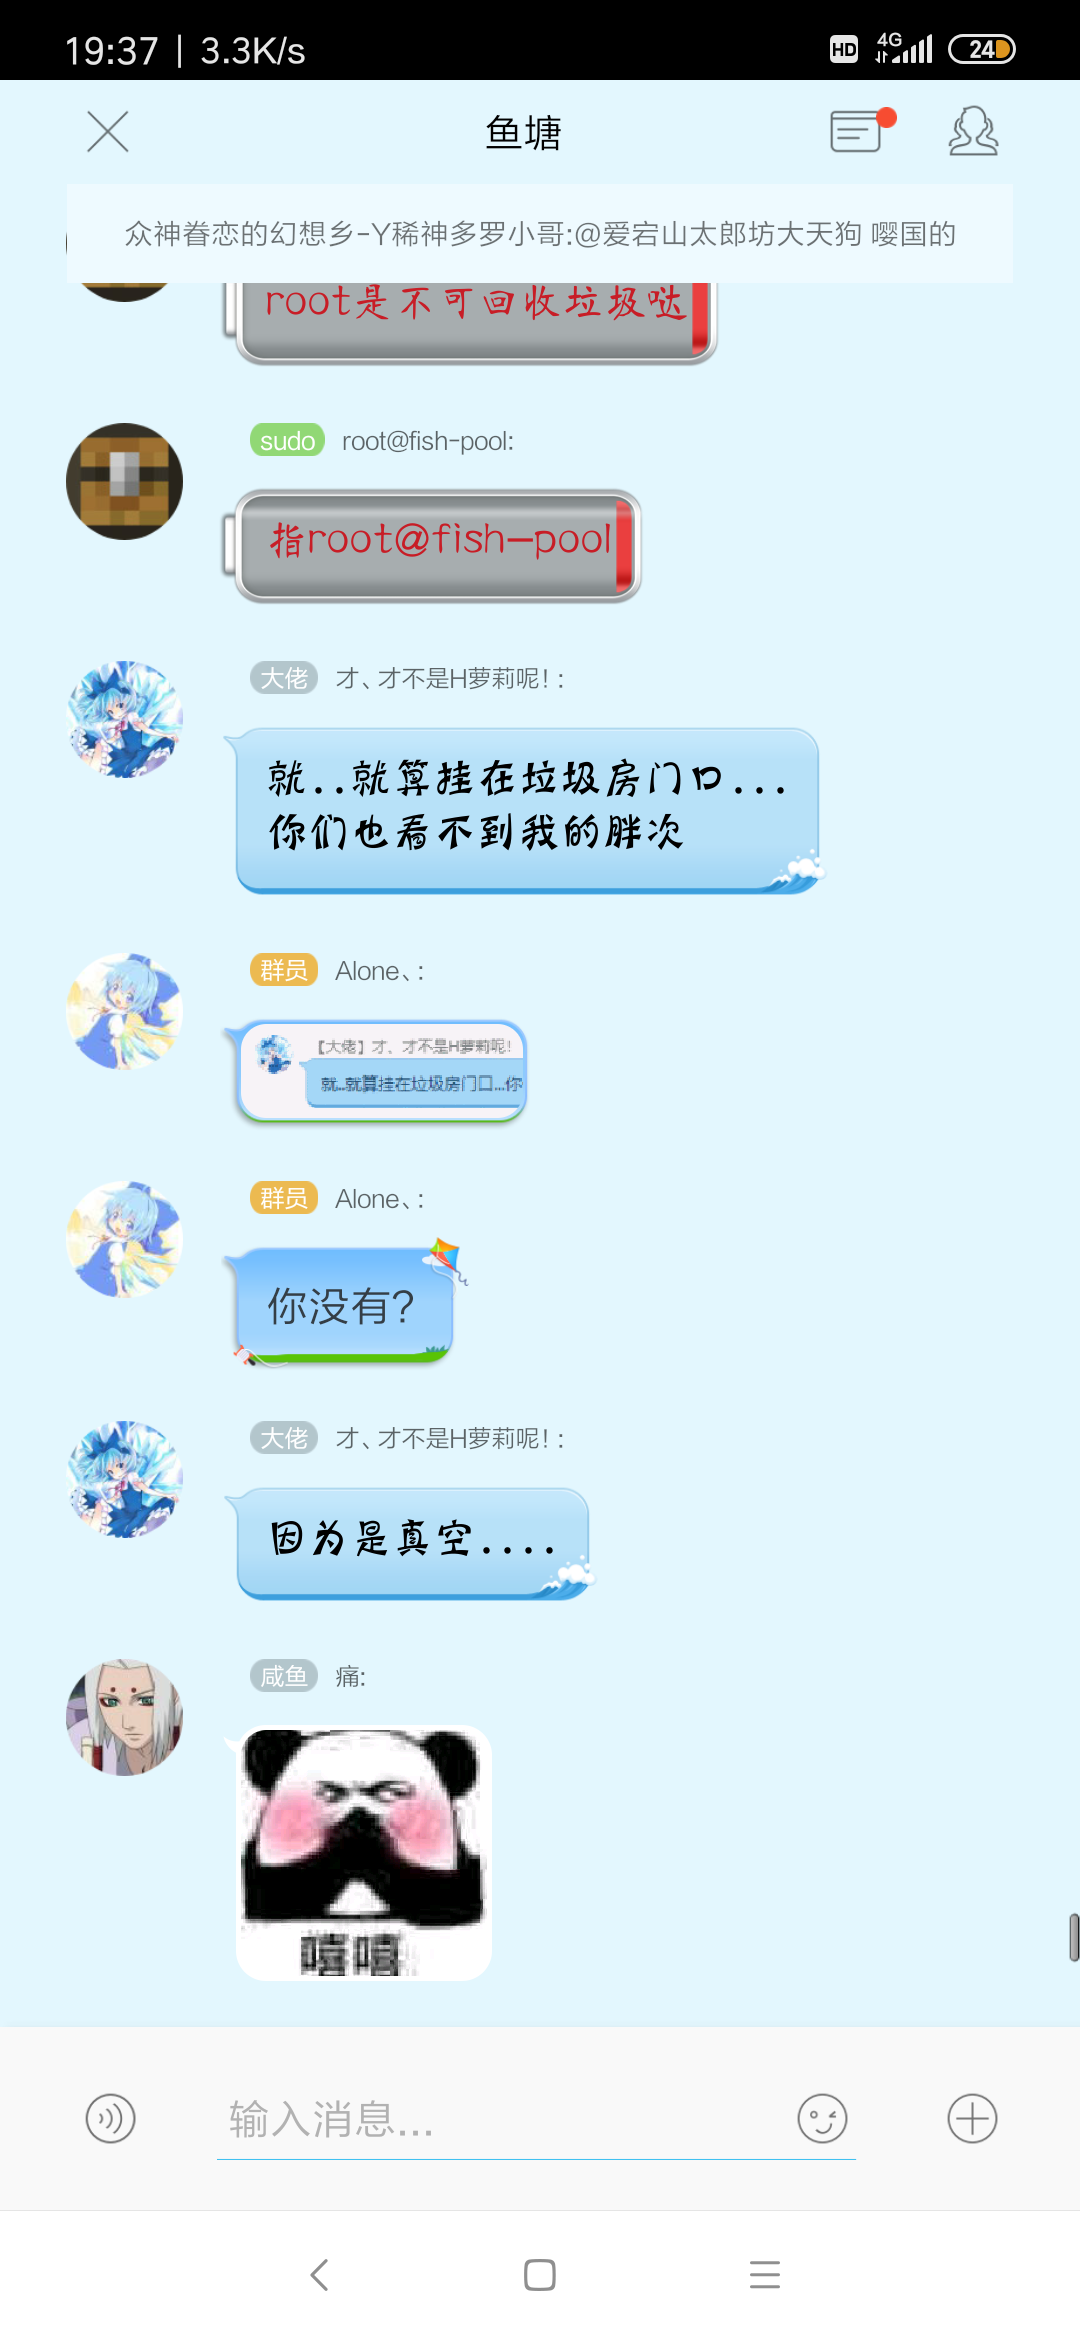 19:37 | 3.3K/s
HD 4G 24
鱼塘
众神眷恋的幻想乡-Y稀神多罗小哥:@爱宕山太郎坊大天狗 嘤国的
root是不可回收垃圾哒
sudo root@fish-pool:
指root@fish-pool
大佬 才、才不是H萝莉呢! :
就..就算挂在垃圾房门口...
你们也看不到我的胖次
群员 Alone、:
【大佬】才、才不是H萝莉呢!
就...就算挂在垃圾房门口...你
群员 Alone、:
你没有?
大佬 才、才不是H萝莉呢! :
因为是真空....
咸鱼 痛:
嘻嘻
输入消息...